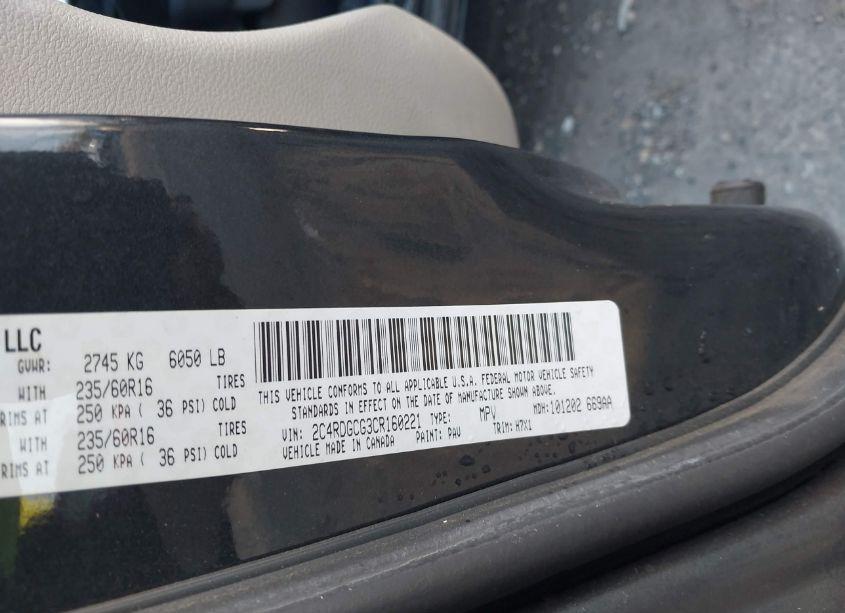 LLC
GVWR: 2745 KG 6050 LB
WITH 235/60R16 TIRES
RIMS AT 250 KPA ( 36 PSI) COLD
WITH 235/60R16 TIRES
RIMS AT 250 KPA ( 36 PSI) COLD
THIS VEHICLE CONFORMS TO ALL APPLICABLE U.S.A. FEDERAL MOTOR VEHICLE SAFETY
STANDARDS IN EFFECT ON THE DATE OF MANUFACTURE SHOWN ABOVE.
VIN: 2C4RDGCG3CR160221 TYPE: MPV MDH:101202 669AA
VEHICLE MADE IN CANADA PAINT: PAV TRIM: H7X1